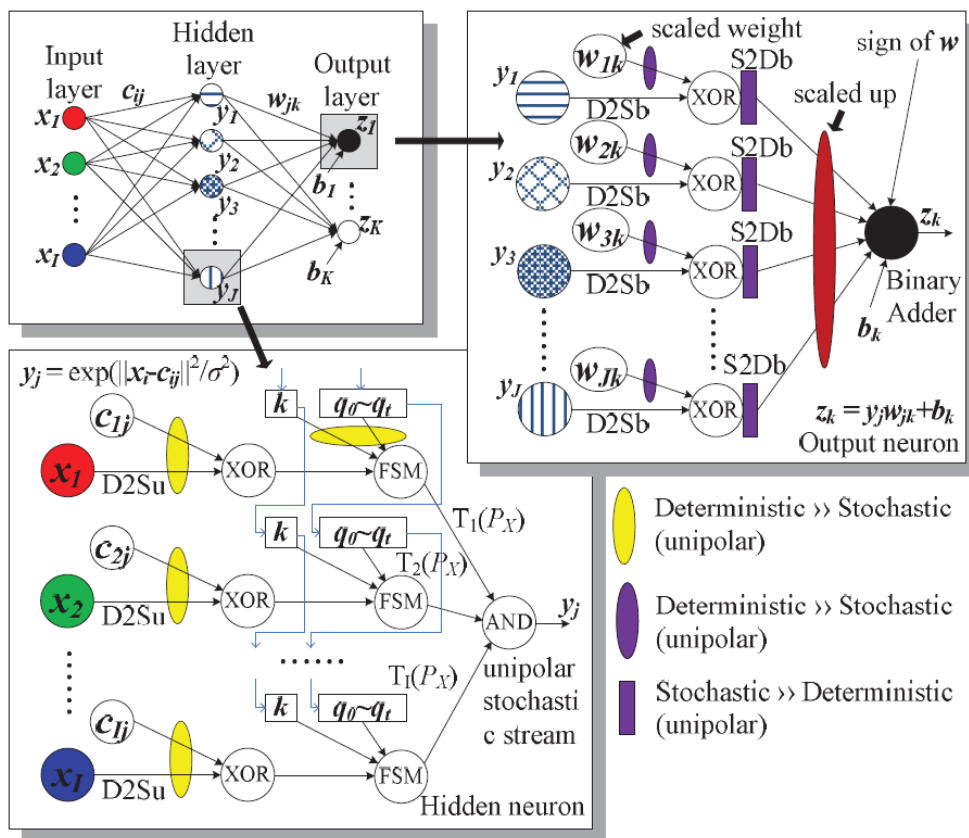 Input
layer
Hidden
layer
Output
layer
c_ij
w_jk
x_1
x_2
x_I
y_1
y_2
y_3
y_J
z_1
z_K
b_1
b_K
scaled weight
sign of w
scaled up
y_1
w_1k
D2Sb
XOR
S2Db
y_2
w_2k
D2Sb
XOR
S2Db
y_3
w_3k
D2Sb
XOR
S2Db
y_J
w_Jk
D2Sb
XOR
S2Db
z_k
Binary
Adder
b_k
z_k = y_j w_jk + b_k
Output neuron
y_j = exp(||x_i-c_ij||²/σ²)
c_1j
x_1
D2Su
XOR
k
q_0~q_t
FSM
T_1(P_X)
c_2j
x_2
D2Su
XOR
k
q_0~q_t
FSM
T_2(P_X)
AND
y_j
unipolar
stochasti
c stream
c_Ij
x_I
D2Su
XOR
k
q_0~q_t
FSM
T_I(P_X)
Hidden neuron
Deterministic ›› Stochastic
(unipolar)
Deterministic ›› Stochastic
(unipolar)
Stochastic ›› Deterministic
(unipolar)